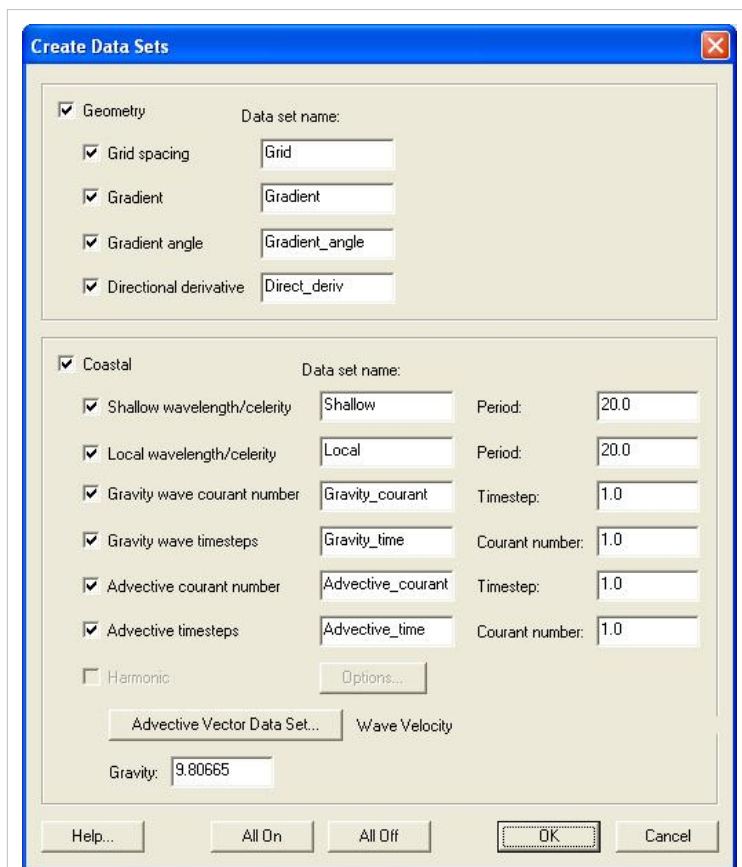 Create Data Sets
Geometry Data set name:
Grid spacing Grid
Gradient Gradient
Gradient angle Gradient_angle
Directional derivative Direct_deriv
Coastal Data set name:
Shallow wavelength/celerity Shallow Period: 20.0
Local wavelength/celerity Local Period: 20.0
Gravity wave courant number Gravity_courant Timestep: 1.0
Gravity wave timesteps Gravity_time Courant number: 1.0
Advective courant number Advective_courant Timestep: 1.0
Advective timesteps Advective_time Courant number: 1.0
Harmonic Options...
Advective Vector Data Set... Wave Velocity
Gravity: 9.80665
Help... All On All Off OK Cancel